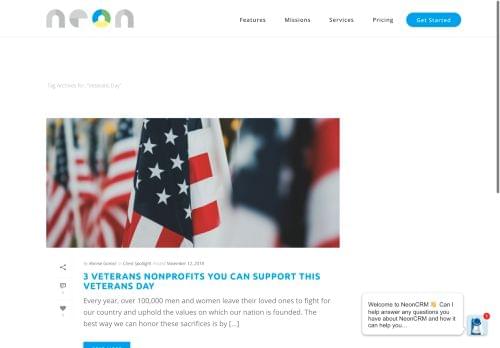 neon
Features Missions Services Pricing Get Started
Tag Archives for: "Veterans Day"
In Client Spotlight Posted November 12, 2018
3 VETERANS NONPROFITS YOU CAN SUPPORT THIS
VETERANS DAY
Every year, over 100,000 men and women leave their loved ones to fight for
our country and uphold the values on which our nation is founded. The
best way we can honor these sacrifices is by [...]
Welcome to NeonCRM 👋 Can I
help answer any questions you
have about NeonCRM and how it
can help you...
1